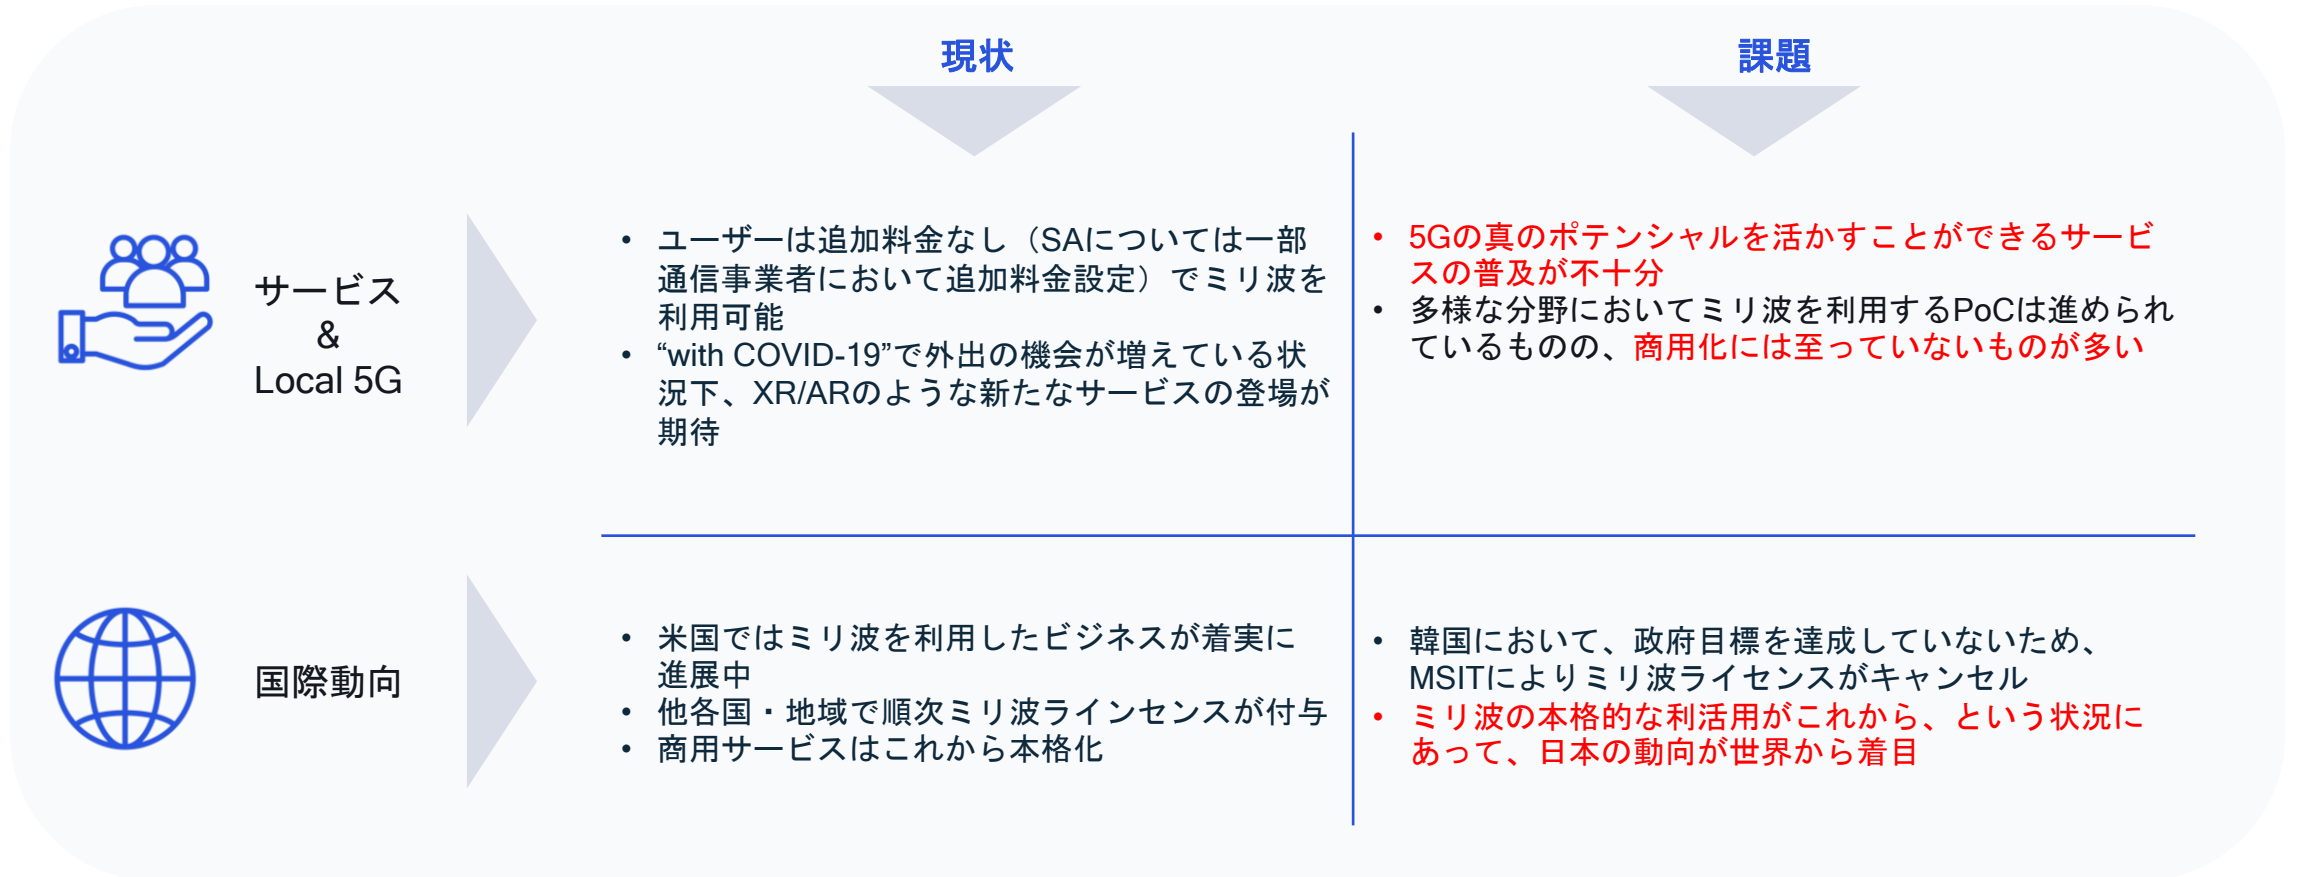 現状
課題
サービス
&
Local 5G
• ユーザーは追加料金なし（SAについては一部
通信事業者において追加料金設定）でミリ波を
利用可能
• “with COVID-19”で外出の機会が増えている状
況下、XR/ARのような新たなサービスの登場が
期待
• 5Gの真のポテンシャルを活かすことができるサービ
スの普及が不十分
• 多様な分野においてミリ波を利用するPoCは進められ
ているものの、商用化には至っていないものが多い
国際動向
• 米国ではミリ波を利用したビジネスが着実に
進展中
• 他各国・地域で順次ミリ波ラインセンスが付与
• 商用サービスはこれから本格化
• 韓国において、政府目標を達成していないため、
MSITによりミリ波ライセンスがキャンセル
• ミリ波の本格的な利活用がこれから、という状況に
あって、日本の動向が世界から着目